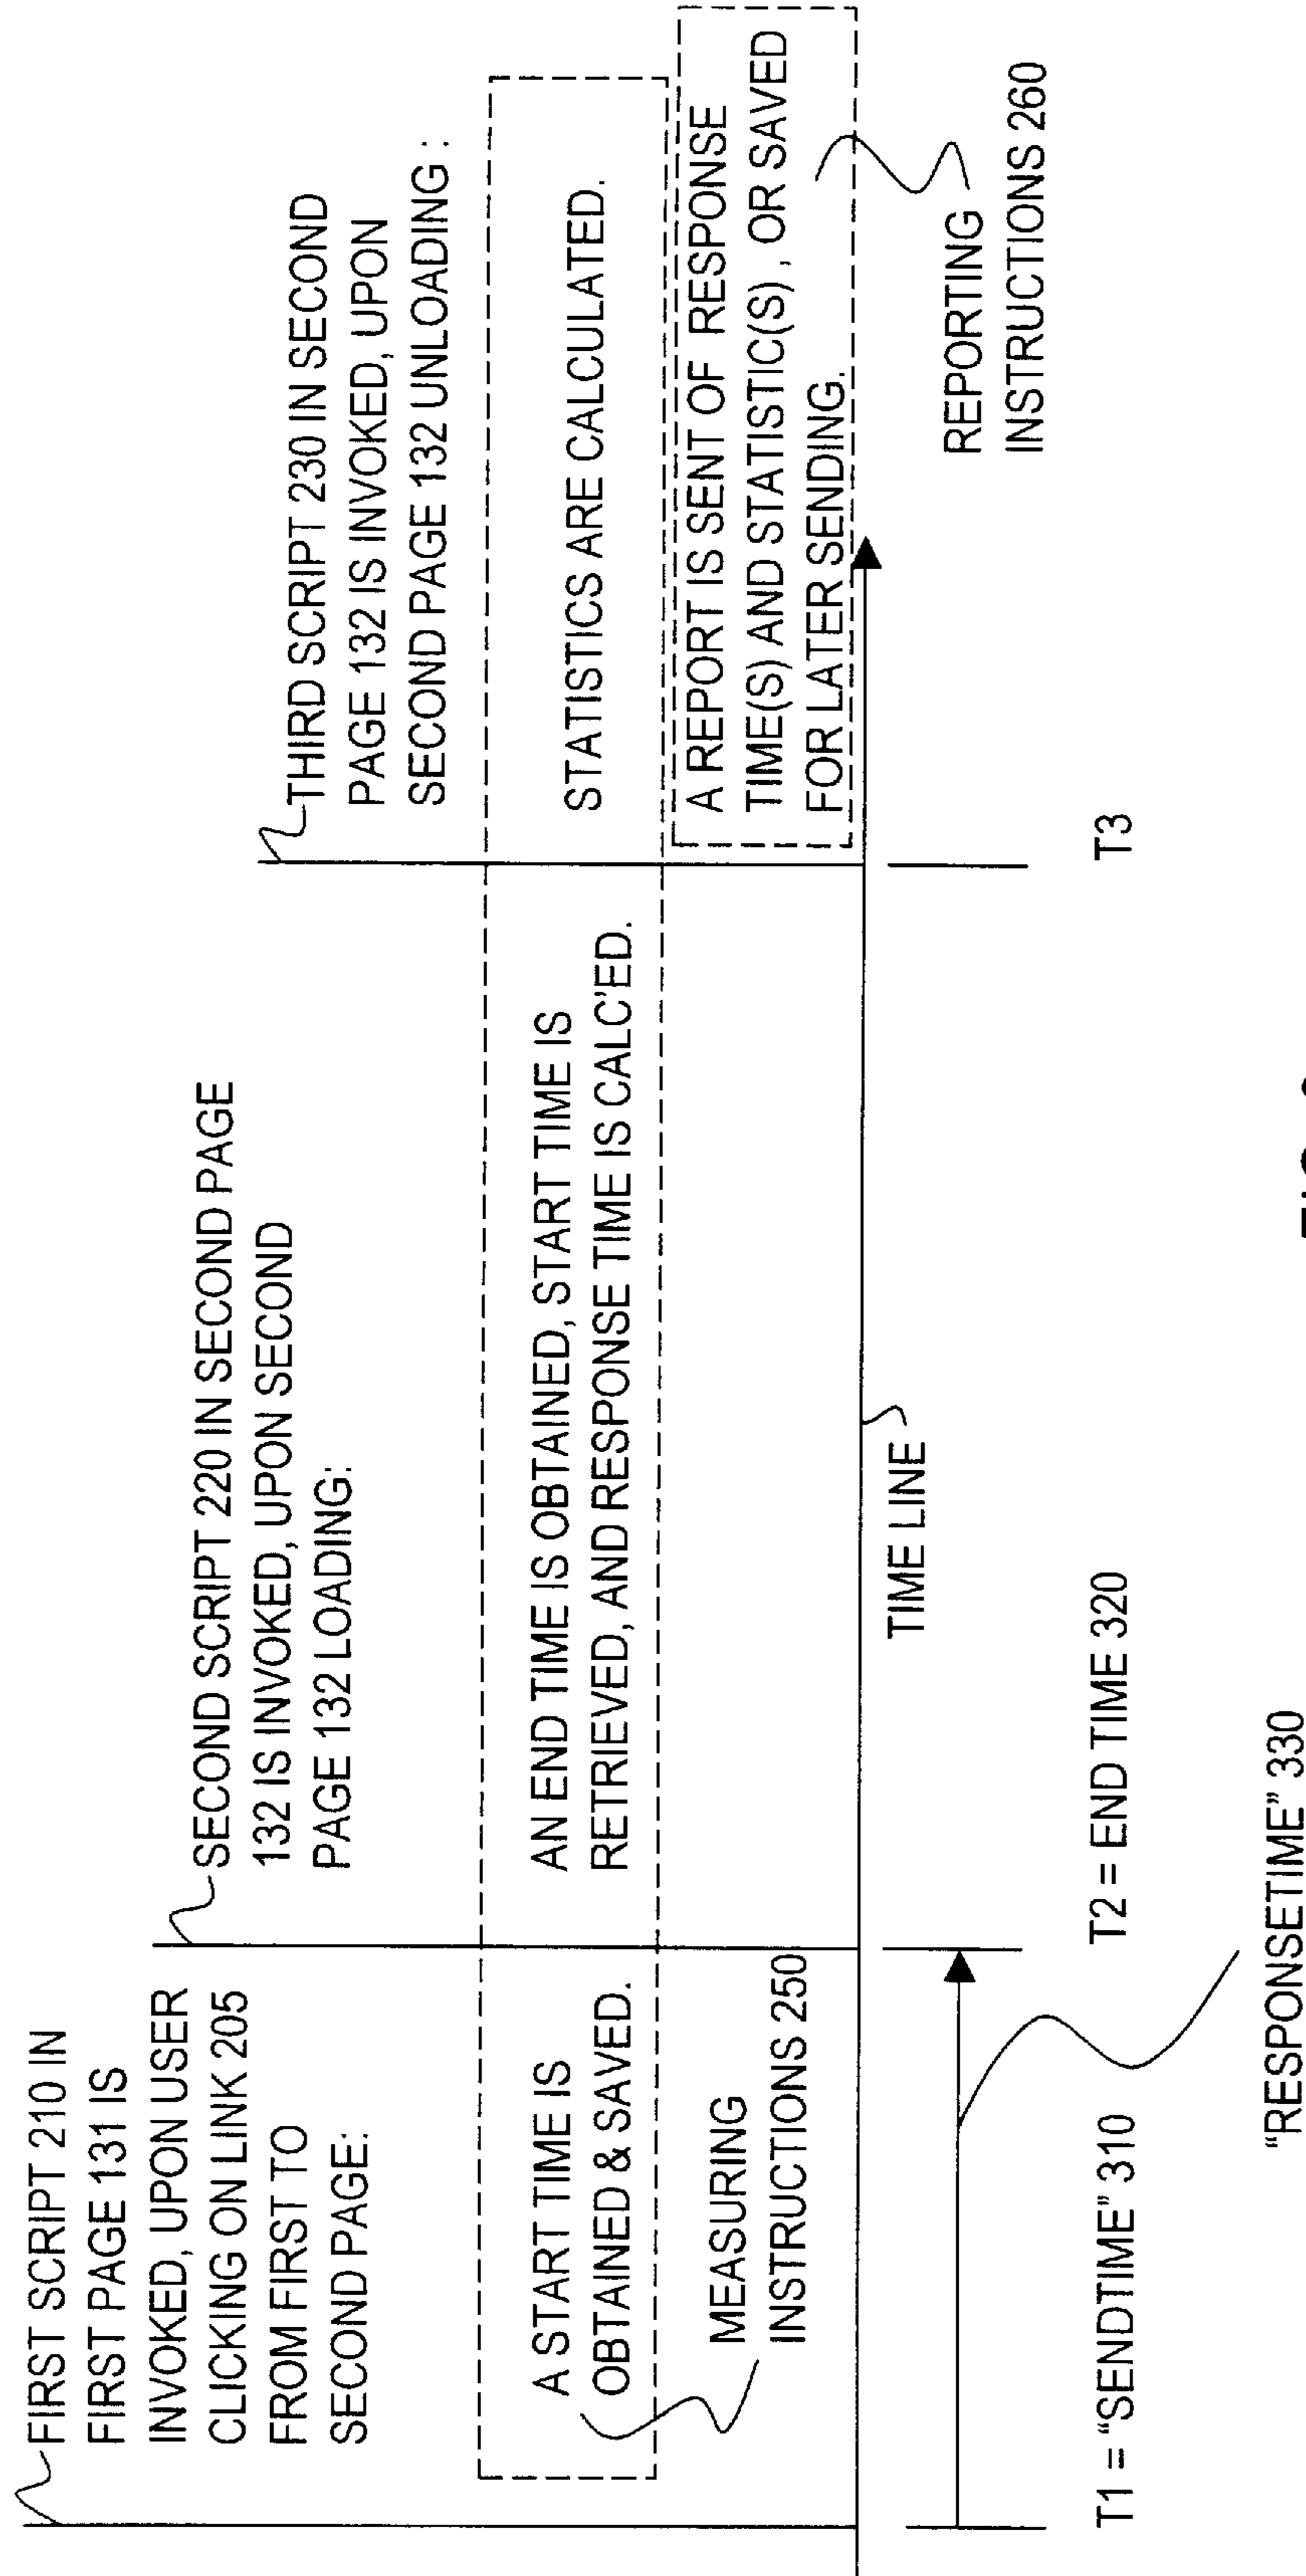 FIRST SCRIPT 210 IN
FIRST PAGE 131 IS
INVOKED, UPON USER
CLICKING ON LINK 205
FROM FIRST TO
SECOND PAGE:
A START TIME IS
OBTAINED & SAVED.
MEASURING
INSTRUCTIONS 250
SECOND SCRIPT 220 IN SECOND PAGE
132 IS INVOKED, UPON SECOND
PAGE 132 LOADING:
AN END TIME IS OBTAINED, START TIME IS
RETRIEVED, AND RESPONSE TIME IS CALC'ED.
THIRD SCRIPT 230 IN SECOND
PAGE 132 IS INVOKED, UPON
SECOND PAGE 132 UNLOADING :
STATISTICS ARE CALCULATED.
A REPORT IS SENT OF RESPONSE
TIME(S) AND STATISTIC(S) , OR SAVED
FOR LATER SENDING.
REPORTING
INSTRUCTIONS 260
TIME LINE
T1 = “SENDTIME” 310
T2 = END TIME 320
T3
“RESPONSETIME” 330